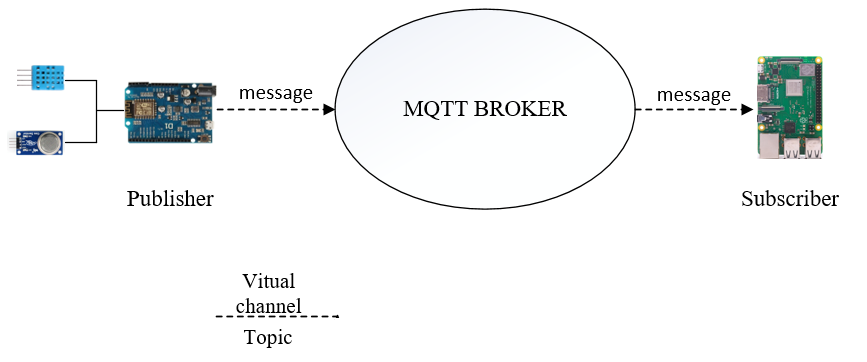 message
MQTT BROKER
message
Publisher
Subscriber
Vitual
channel
Topic